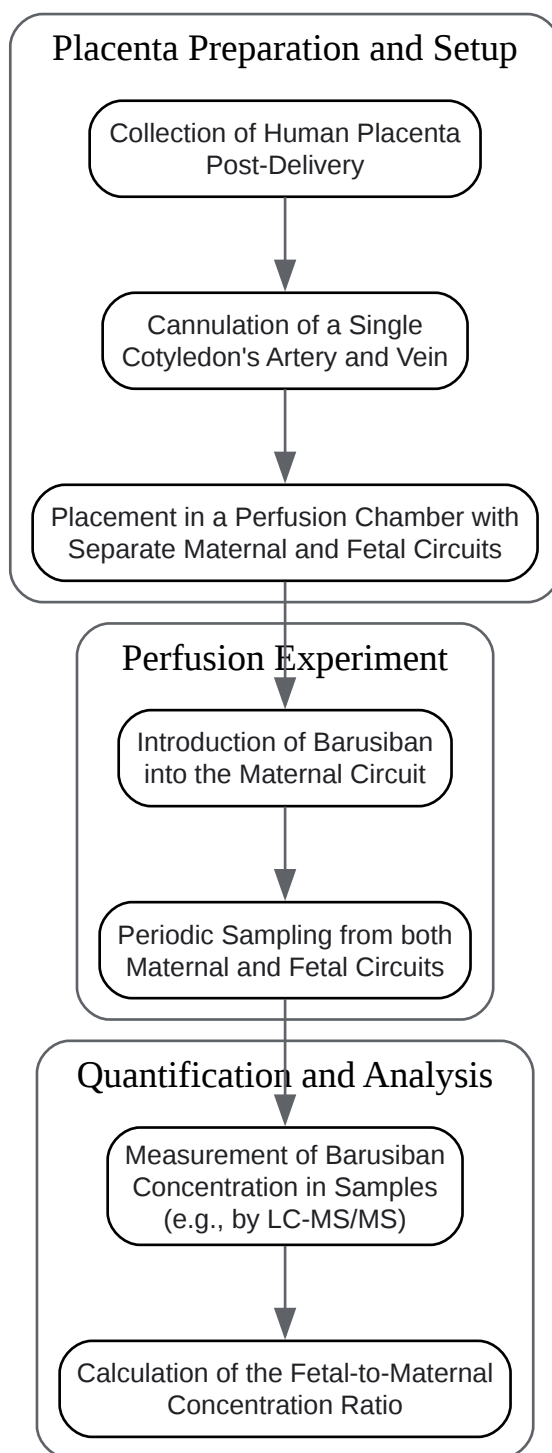 Placenta Preparation and Setup
Collection of Human Placenta
Post-Delivery
Cannulation of a Single
Cotyledon's Artery and Vein
Placement in a Perfusion Chamber with
Separate Maternal and Fetal Circuits
Perfusion Experiment
Introduction of Barusiban
into the Maternal Circuit
Periodic Sampling from both
Maternal and Fetal Circuits
Quantification and Analysis
Measurement of Barusiban
Concentration in Samples
(e.g., by LC-MS/MS)
Calculation of the Fetal-to-Maternal
Concentration Ratio